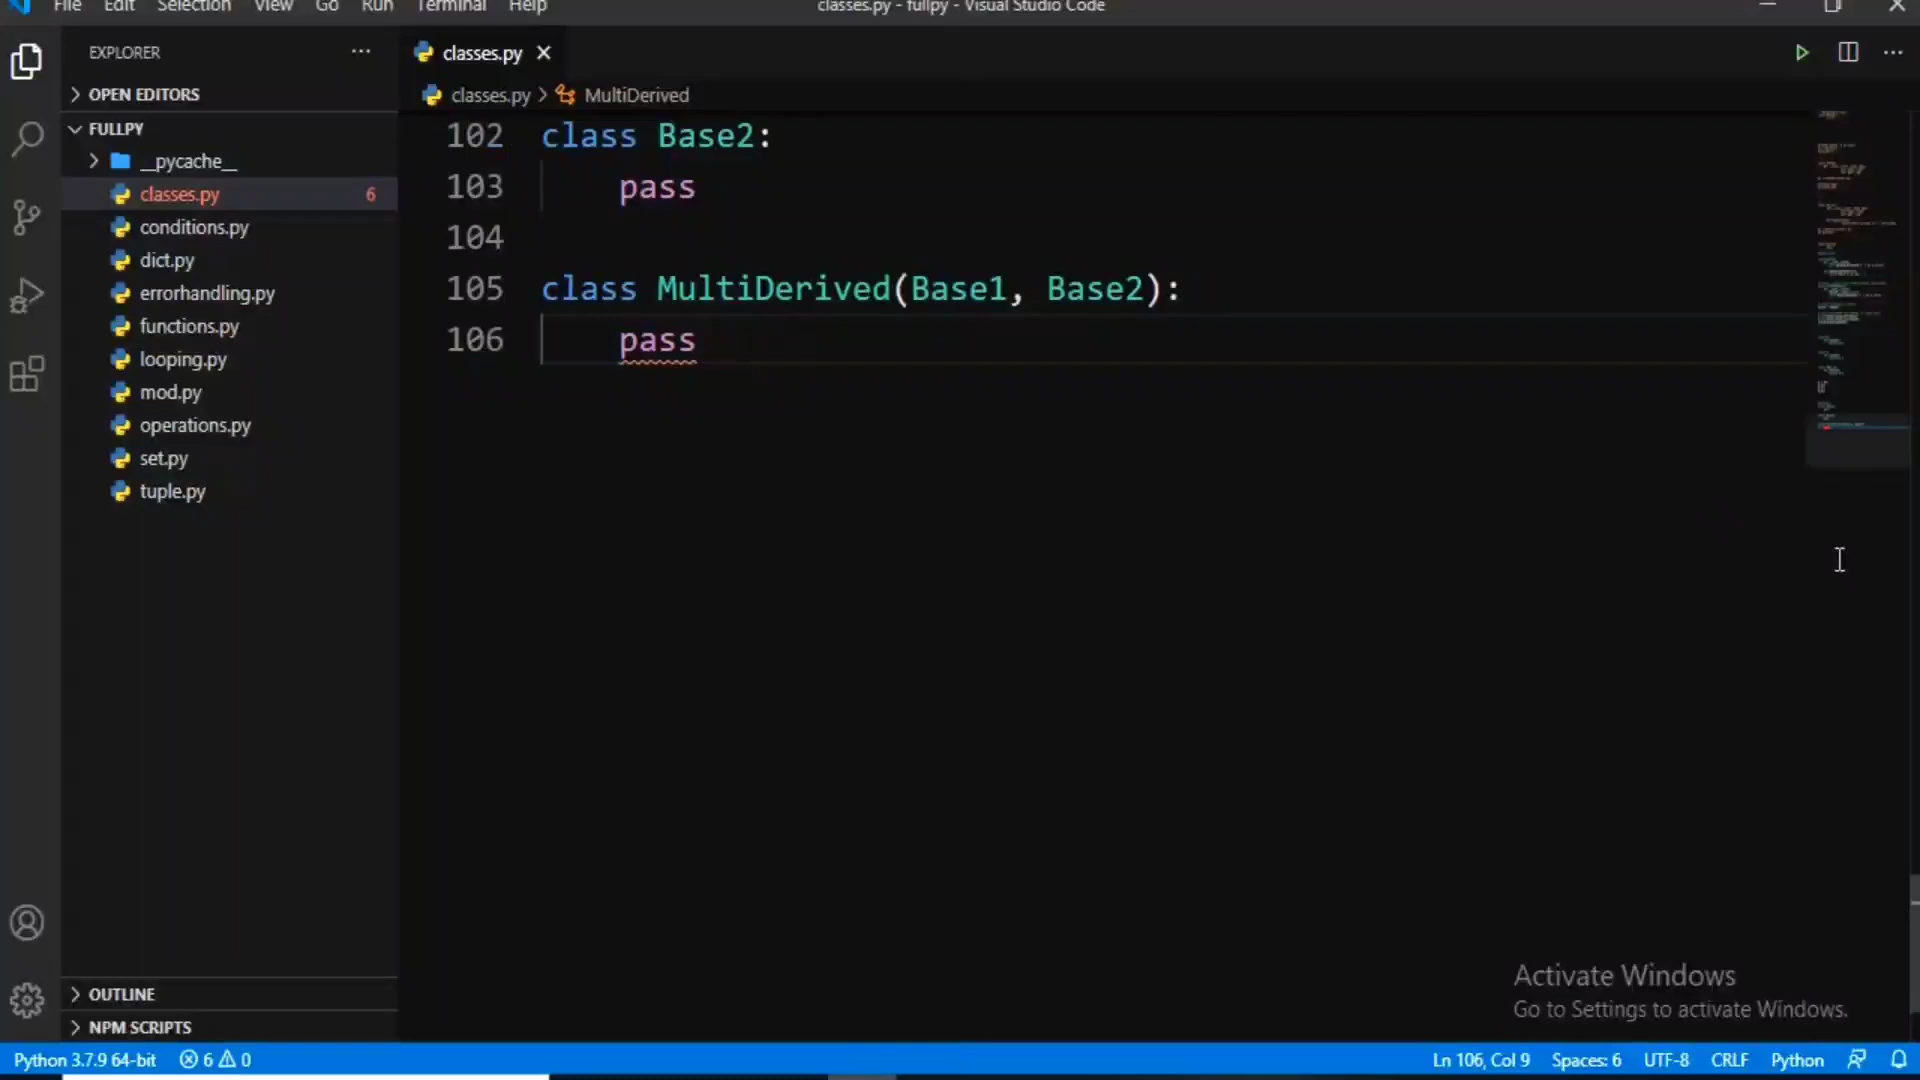 File Edit Selection View Go Run Terminal Help
classes.py - fullpy - Visual Studio Code
EXPLORER
OPEN EDITORS
FULLPY
__pycache__
classes.py 6
conditions.py
dict.py
errorhandling.py
functions.py
looping.py
mod.py
operations.py
set.py
tuple.py
OUTLINE
NPM SCRIPTS
classes.py
classes.py > MultiDerived
102 class Base2:
103 pass
104
105 class MultiDerived(Base1, Base2):
106 pass
Activate Windows
Go to Settings to activate Windows.
Python 3.7.9 64-bit 6 0
Ln 106, Col 9 Spaces: 6 UTF-8 CRLF Python